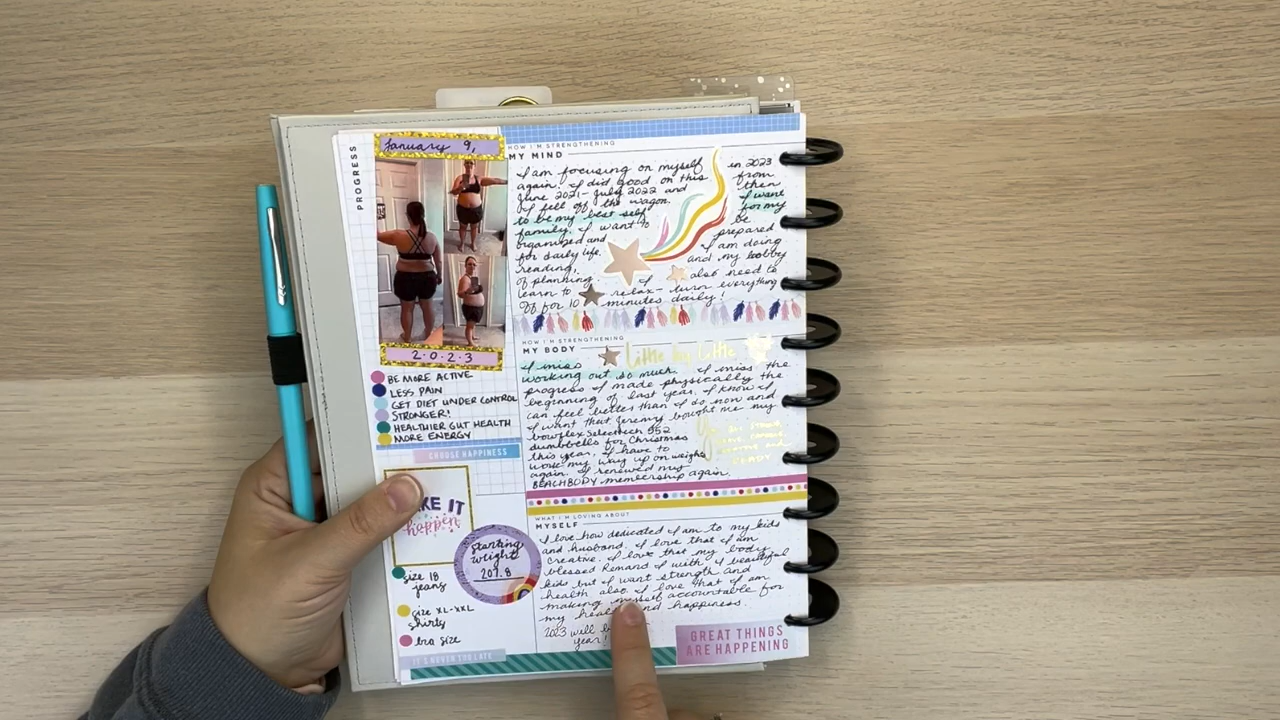 PROGRESS
January 9,
2.0.2.3
BE MORE ACTIVE
LESS PAIN
GET DIET UNDER CONTROL
STRONGER!
HEALTHIER GUT HEALTH
MORE ENERGY
CHOOSE HAPPINESS
KE IT
happen
starting
weight
207.8
size 18
jeans
size XL-XXL
shirts
bra size
IT'S NEVER TOO LATE
HOW I'M STRENGTHENING
MY MIND
I am focusing on myself in 2023
again. I did good on this from
June 2021- July 2022 and then
I fell off the wagon. I want
to be my best self for my
family. I want to be
organized and prepared
for daily life. I am doing
reading, and my hobby
of planning. I also need to
learn to relax- turn everything
off for 10 minutes daily!
HOW I'M STRENGTHENING
MY BODY
Little by Little
I miss
working out so much. I miss the
progress I made physically the
beginning of last year. I know I
can feel better than I do now and
I want that. Jeremy bought me my
bowflex Selectech 552
dumbbells for Christmas
this year. I have to
work my way up on weights
again. I renewed my
BEACHBODY membership again.
WHAT I'M LOVING ABOUT
MYSELF
I love how dedicated I am to my kids
and husband. I love that I am
creative. I love that my body
blessed Remand I with 2 beautiful
kids but I want strength and
health also. I love that I am
making myself accountable for
my health and happiness.
2023 will
year!
GREAT THINGS
ARE HAPPENING